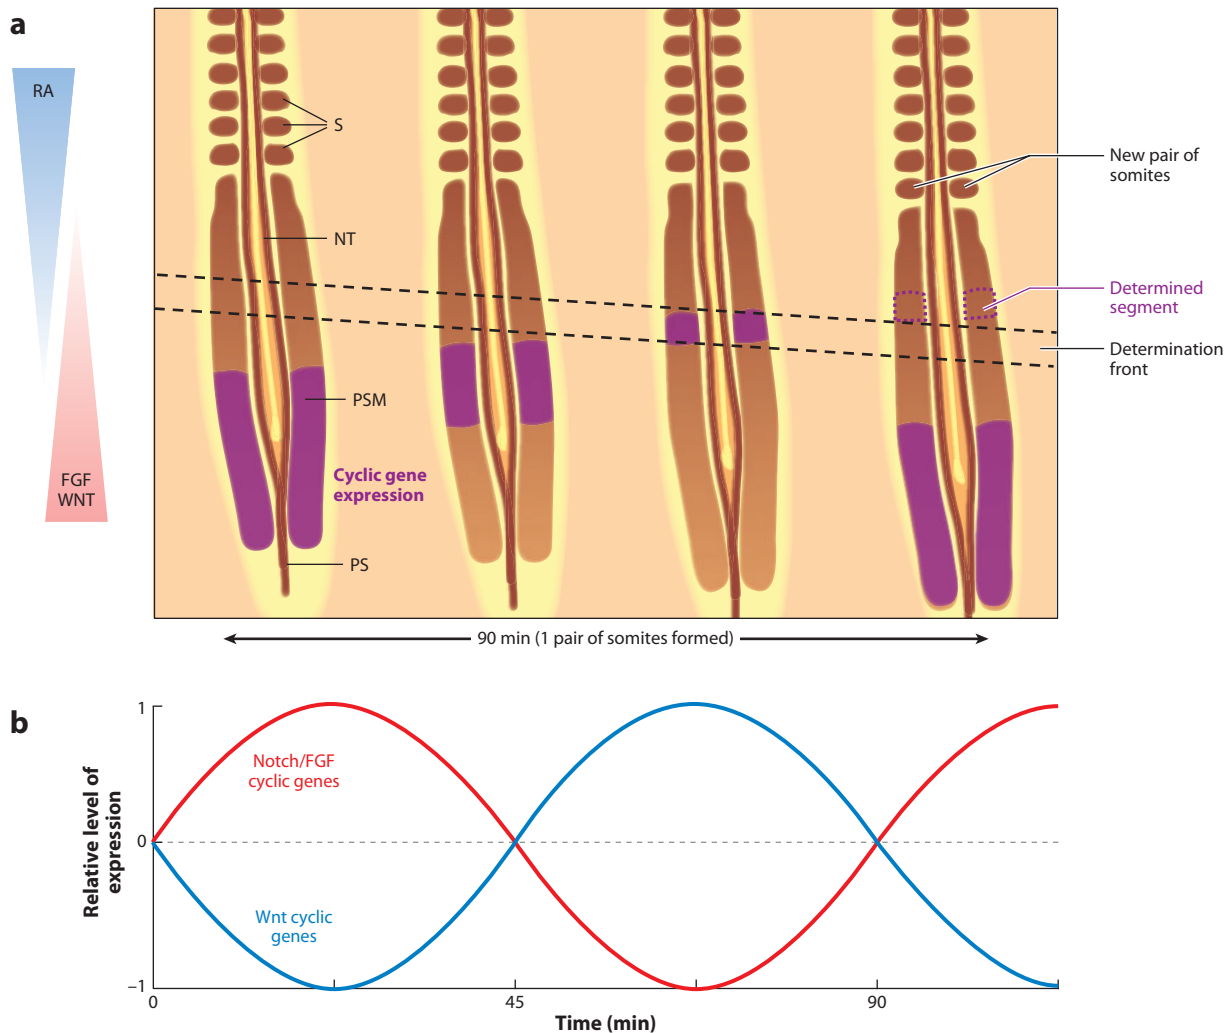 a
RA
S
New pair of
somites
NT
Determined
segment
Determination
front
PSM
FGF
WNT
Cyclic gene
expression
PS
90 min (1 pair of somites formed)
b
Relative level of
expression
1
0
−1
Notch/FGF
cyclic genes
Wnt cyclic
genes
0
45
90
Time (min)